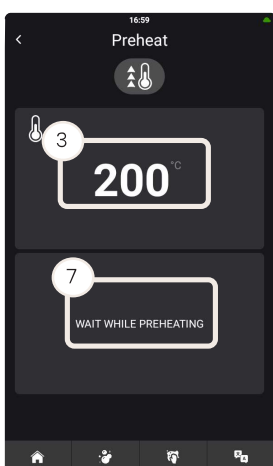 16:59
Preheat
3
200 °C
7
WAIT WHILE PREHEATING